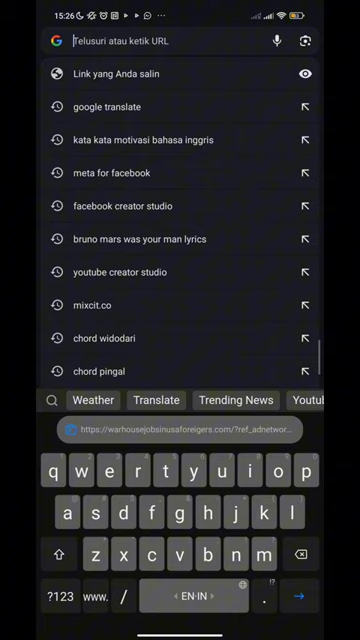 15:26
Telusuri atau ketik URL
Link yang Anda salin
google translate
kata kata motivasi bahasa inggris
meta for facebook
facebook creator studio
bruno mars was your man lyrics
youtube creator studio
mixcit.co
chord widodari
chord pingal
Weather Translate Trending News Youtu
https://warhousejobsinusaforeigers.com/?ref_adnetwor...
q w e r t y u i o p
a s d f g h j k l
z x c v b n m
?123 www. / EN·IN . !?